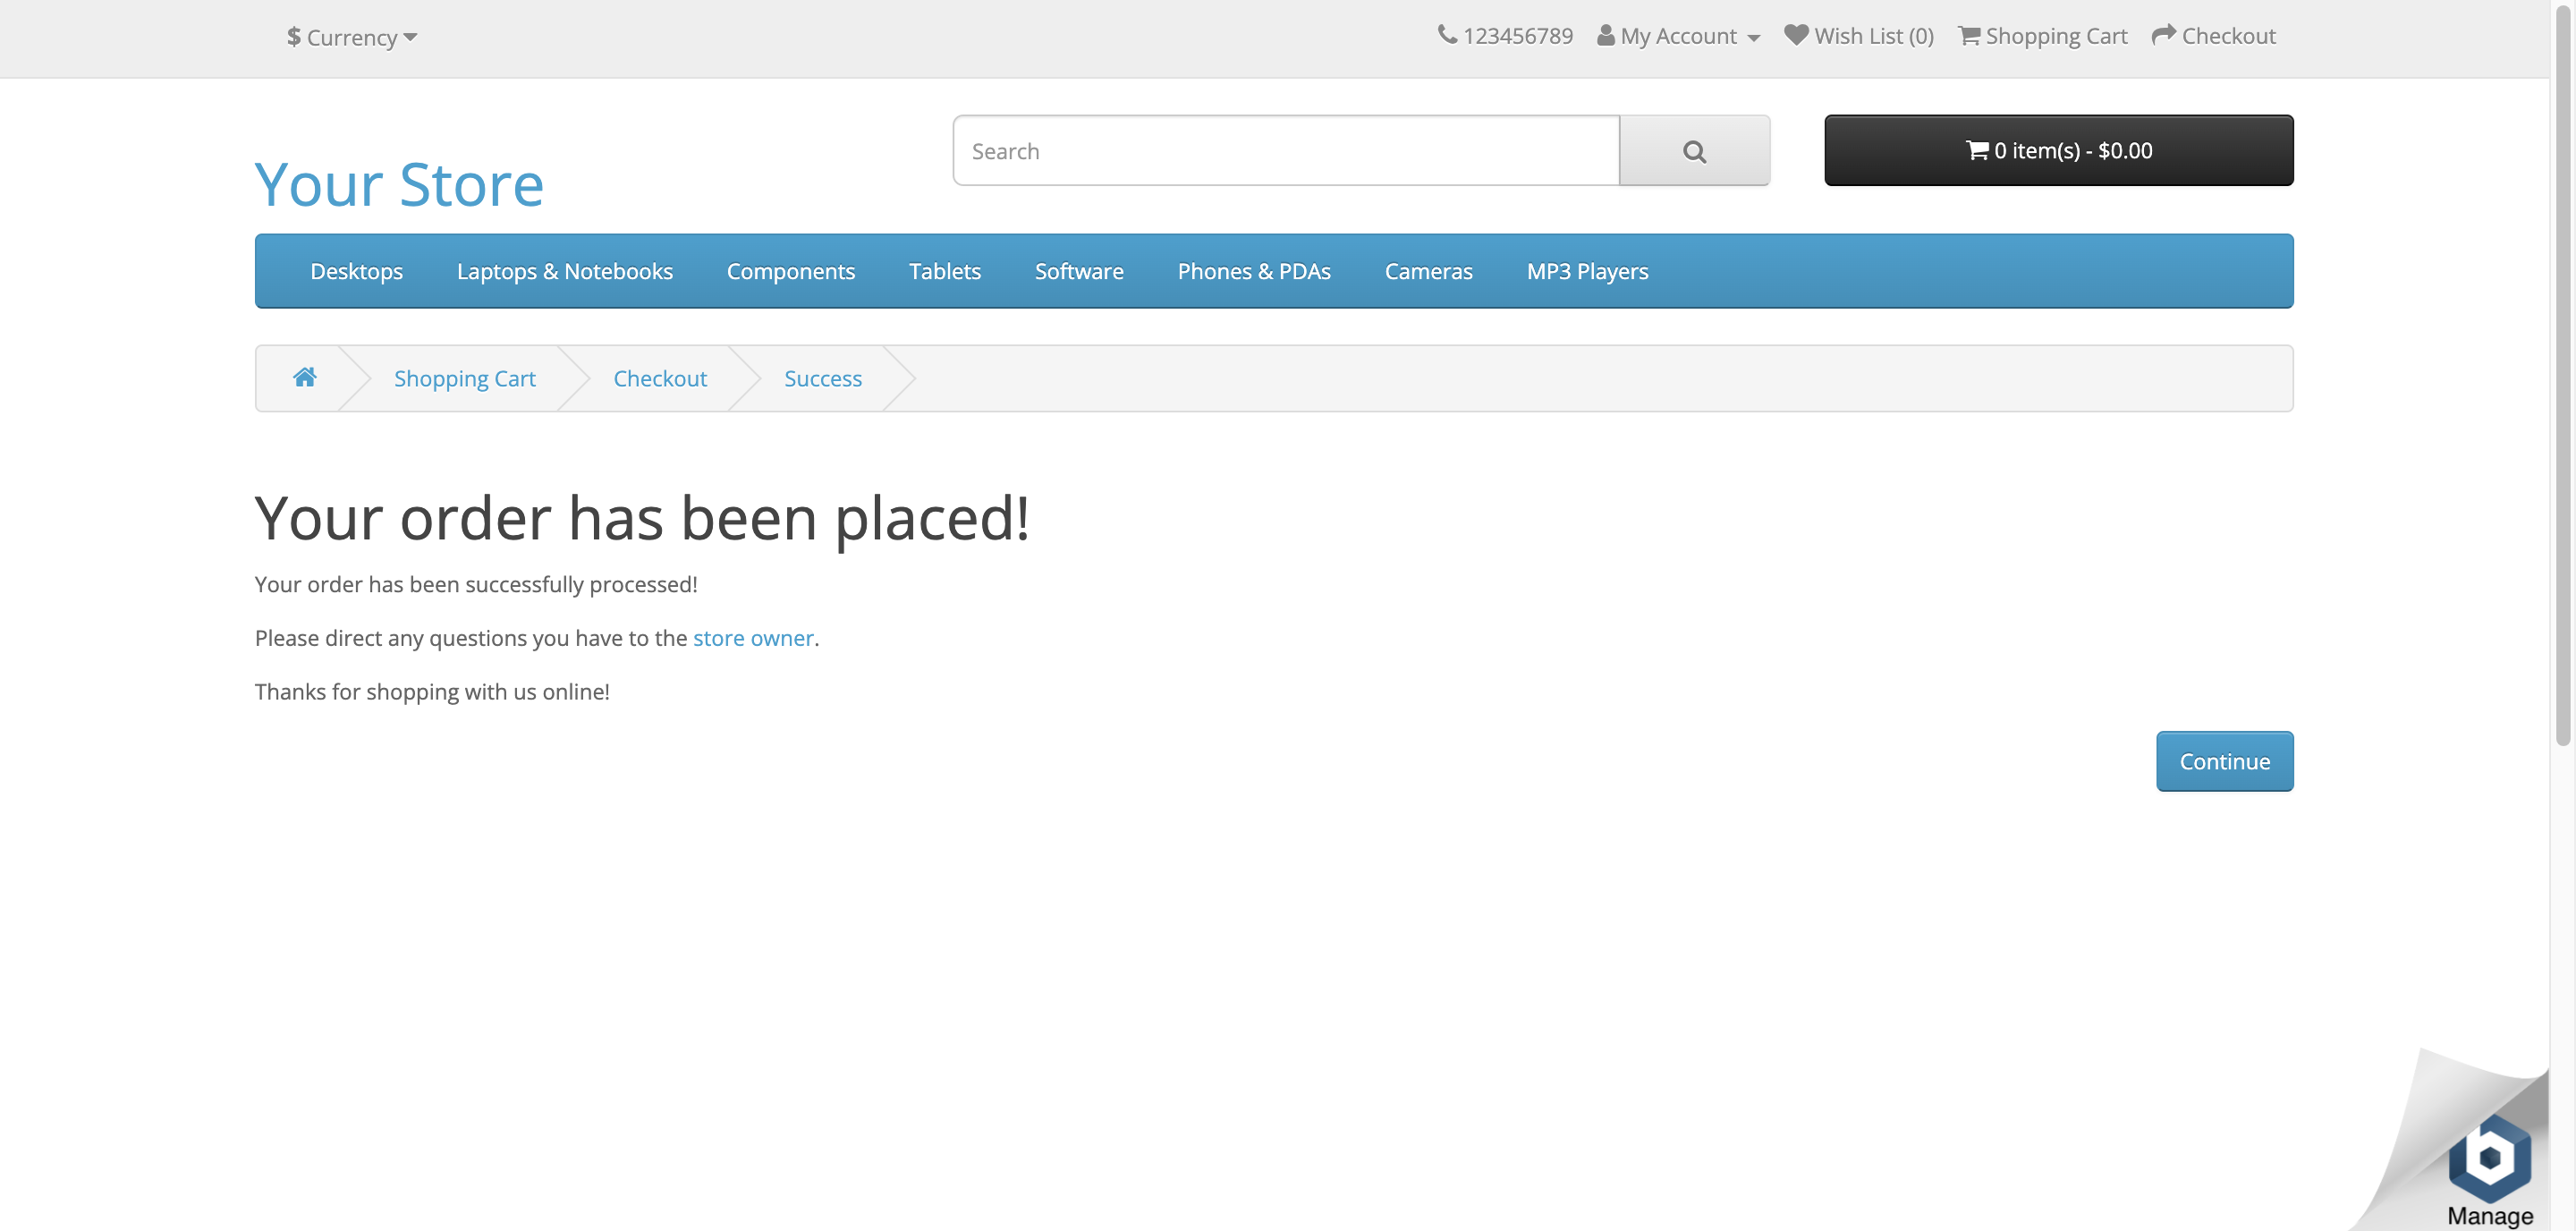 $ Currency
123456789 My Account Wish List (0) Shopping Cart Checkout
Your Store
Search
0 item(s) - $0.00
Desktops Laptops & Notebooks Components Tablets Software Phones & PDAs Cameras MP3 Players
Shopping Cart Checkout Success
Your order has been placed!
Your order has been successfully processed!
Please direct any questions you have to the store owner.
Thanks for shopping with us online!
Continue
b
Manage